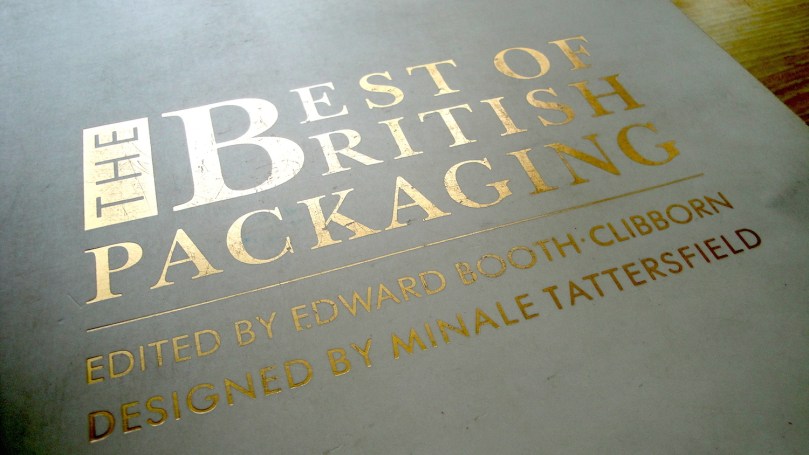 THE BEST OF
BRITISH
PACKAGING
EDITED BY EDWARD BOOTH·CLIBBORN
DESIGNED BY MINALE TATTERSFIELD